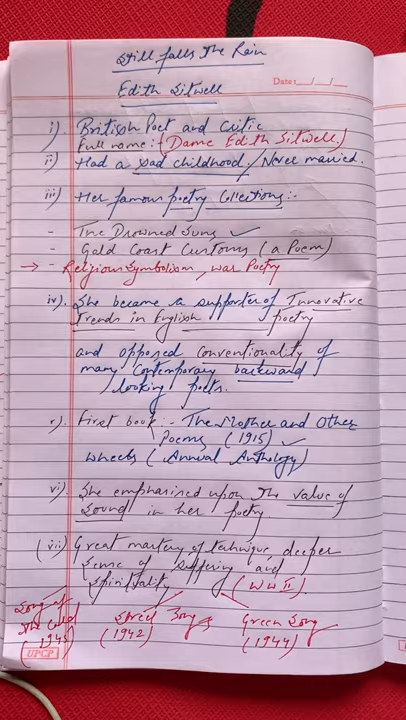 Still falls The Rain
Edith Sitwell
Date: __/__/__
i). British Poet and Critic
Full name :- (Dame Edith Sitwell)
ii) Had a sad childhood / Never married.
iii) Her famous poetry Collections :-
- The Drowned Suns ✓
- Gold Coast Customs (a Poem)
→ - Religious Symbolism, war Poetry
iv). She became a supporter of Innovative
Trends in English poetry
and opposed conventionality of
many contemporary backward
looking poets.
v). First book :- The Mother and Other
Poems (1915) ✓
Wheels (Annual Anthology)
vi). She emphasised upon the value of
Sound in her poetry
(vii) Great mastery of technique, deeper
sense of suffering and
Spirituality (WW II)
Song of
the Cold
(1945)
Street Songs
(1942)
Green Song
(1944)
UPCP